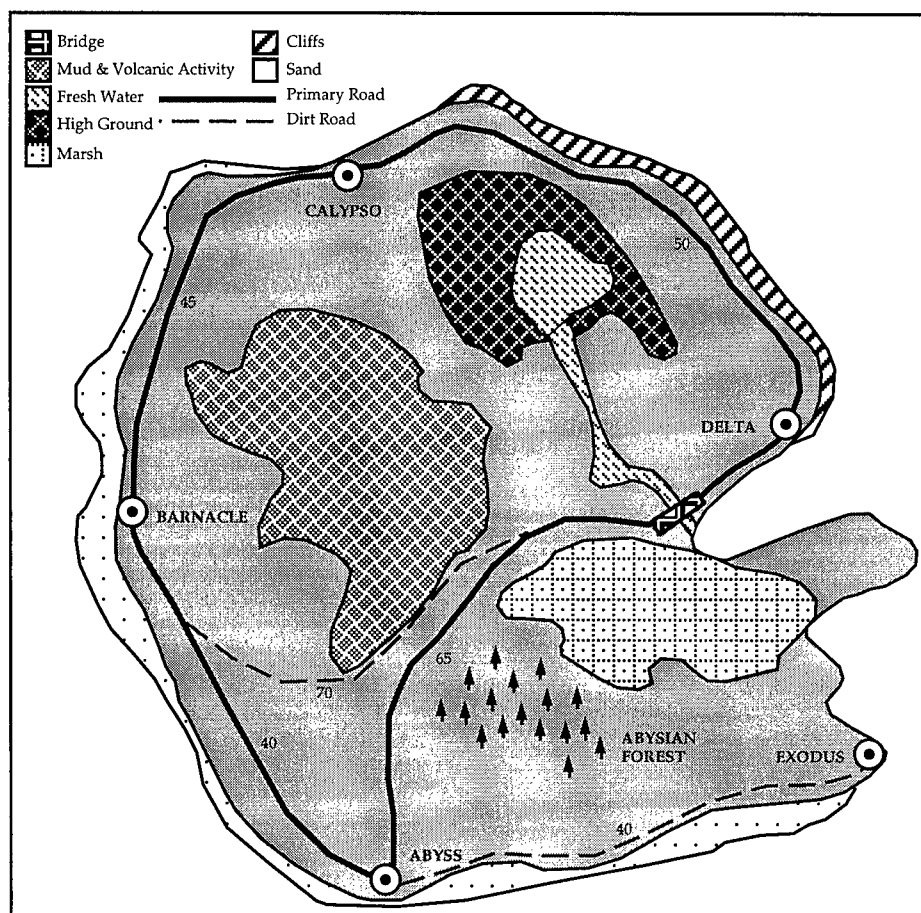 Bridge
Cliffs
Mud & Volcanic Activity
Sand
Fresh Water
Primary Road
High Ground
Dirt Road
Marsh
CALYPSO
50
45
DELTA
BARNACLE
65
70
40
ABYSIAN
FOREST
EXODUS
40
ABYSS